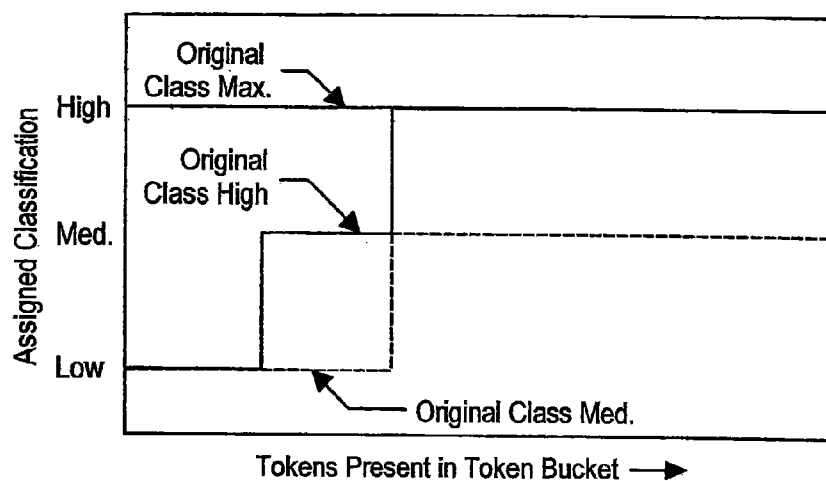 Original
Class Max.
High
Original
Class High
Med.
Assigned Classification
Low
Original Class Med.
Tokens Present in Token Bucket